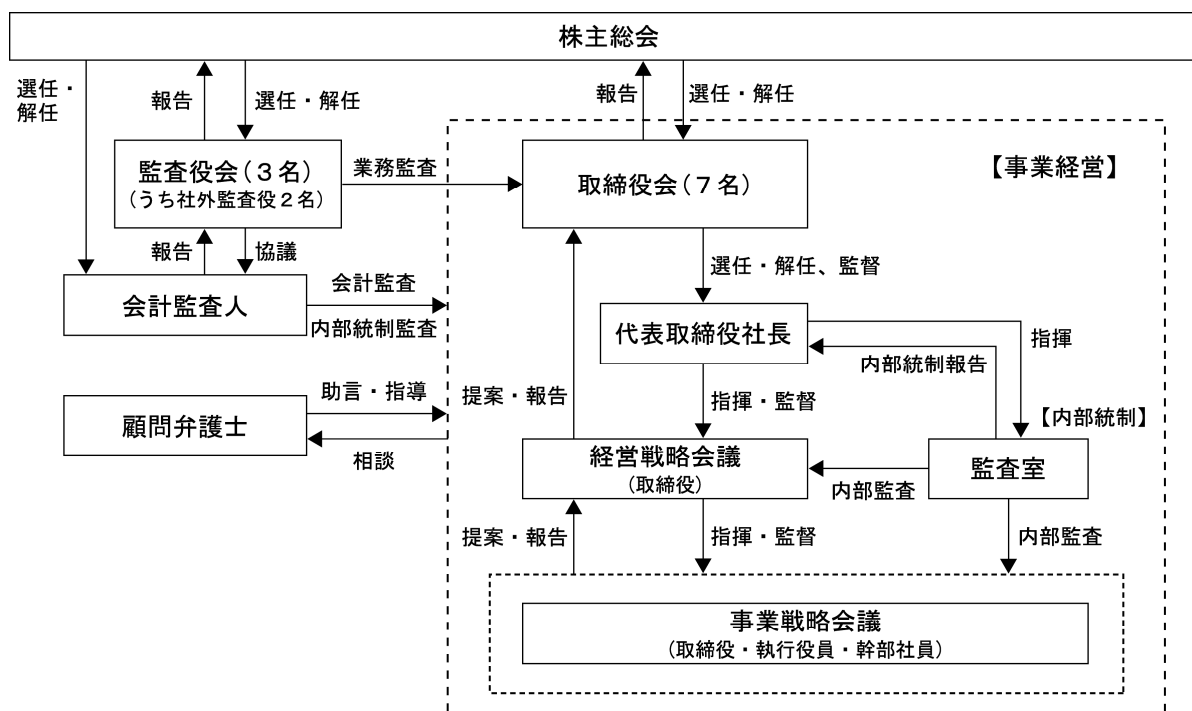 株主総会
選任・
解任
報告
選任・解任
報告
選任・解任
監査役会(3名)
(うち社外監査役2名)
業務監査
取締役会(7名)
【事業経営】
報告
協議
選任・解任、監督
会計監査人
会計監査
内部統制監査
代表取締役社長
指揮
内部統制報告
顧問弁護士
助言・指導
相談
提案・報告
指揮・監督
【内部統制】
経営戦略会議
(取締役)
内部監査
監査室
提案・報告
指揮・監督
内部監査
事業戦略会議
(取締役・執行役員・幹部社員)